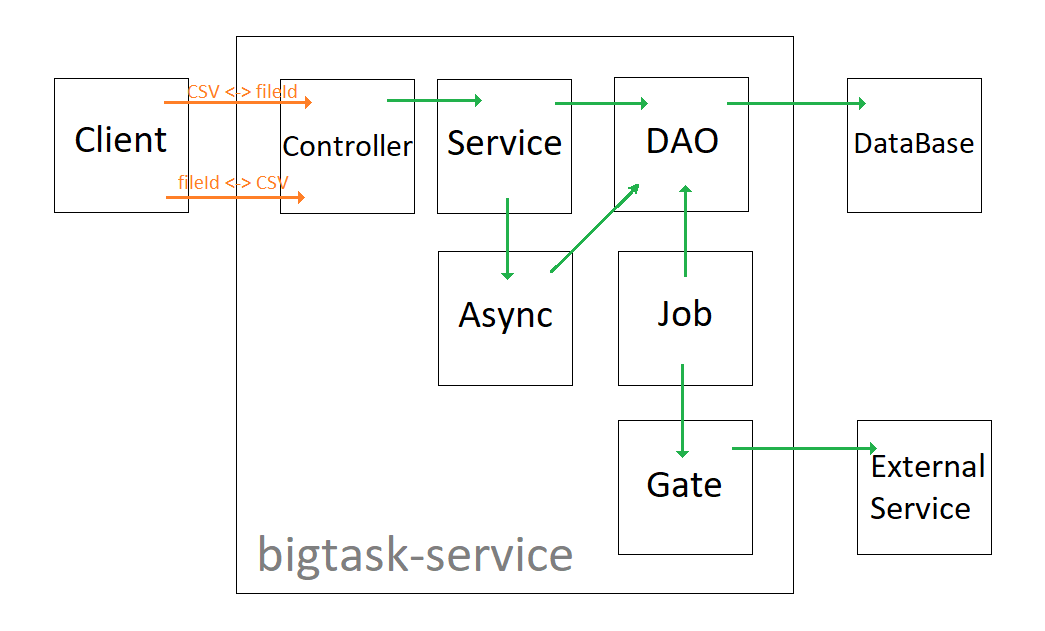 CSV <-> fileId
Client
Controller
Service
DAO
DataBase
fileId <-> CSV
Async
Job
Gate
External
Service
bigtask-service